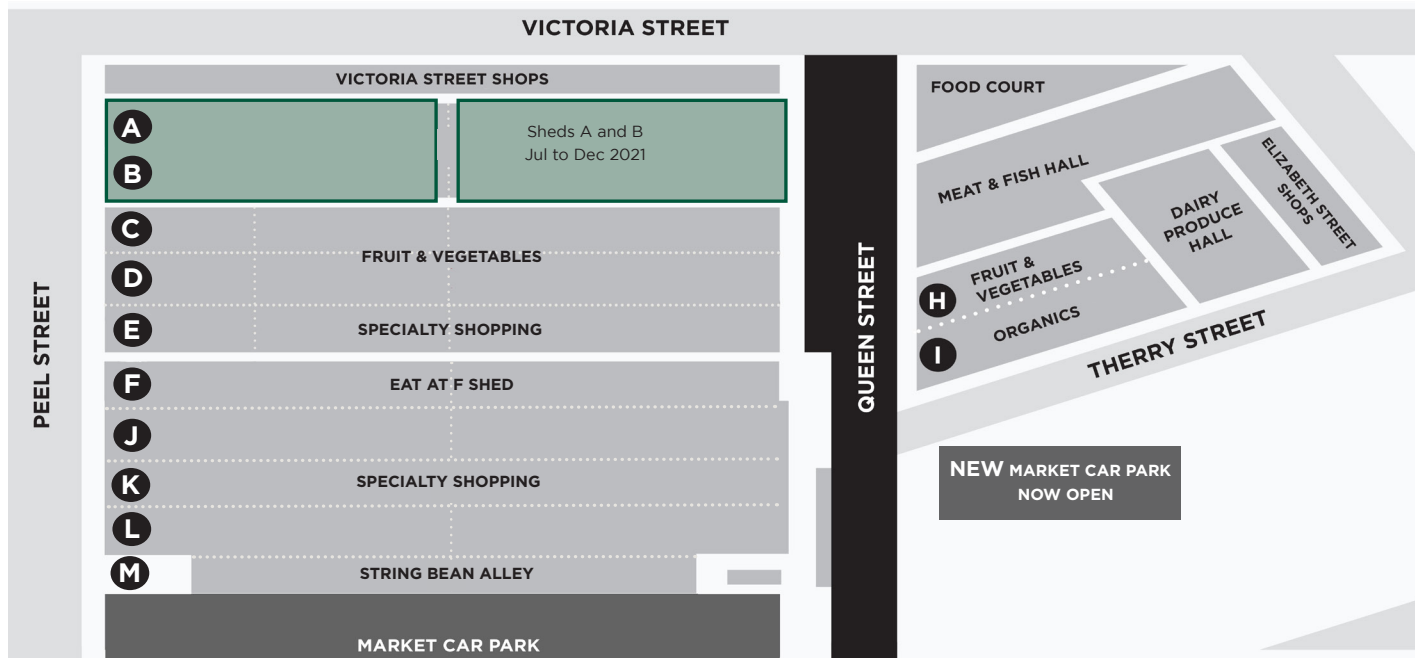 VICTORIA STREET
VICTORIA STREET SHOPS
A
B
Sheds A and B
Jul to Dec 2021
C
D
FRUIT & VEGETABLES
E
SPECIALTY SHOPPING
F
EAT AT F SHED
J
K
SPECIALTY SHOPPING
L
M
STRING BEAN ALLEY
MARKET CAR PARK
PEEL STREET
QUEEN STREET
FOOD COURT
MEAT & FISH HALL
DAIRY
PRODUCE
HALL
ELIZABETH STREET
SHOPS
H
FRUIT &
VEGETABLES
I
ORGANICS
THERRY STREET
NEW MARKET CAR PARK
NOW OPEN